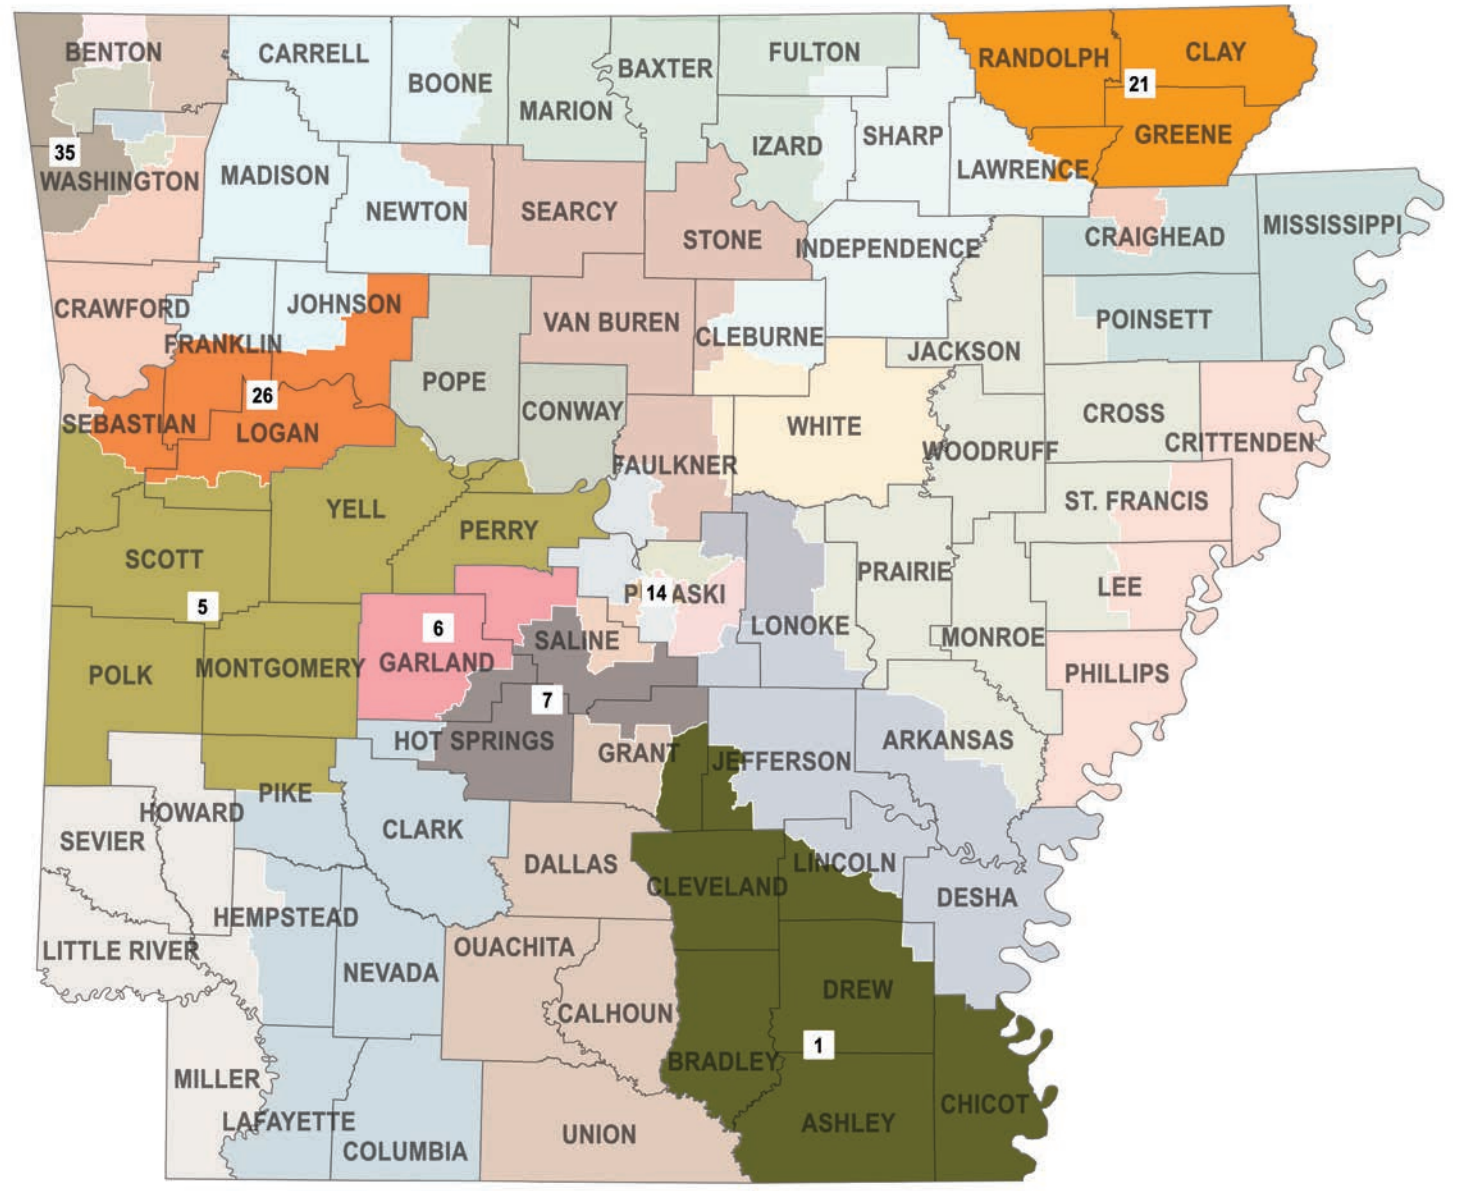 BENTON
CARRELL
BOONE
MARION
BAXTER
FULTON
RANDOLPH
CLAY
21
GREENE
IZARD
SHARP
LAWRENCE
35
WASHINGTON
MADISON
NEWTON
SEARCY
STONE
INDEPENDENCE
CRAIGHEAD
MISSISSIPPI
CRAWFORD
FRANKLIN
JOHNSON
VAN BUREN
CLEBURNE
JACKSON
POINSETT
26
SEBASTIAN
LOGAN
POPE
CONWAY
WHITE
WOODRUFF
CROSS
CRITTENDEN
FAULKNER
ST. FRANCIS
YELL
PERRY
SCOTT
5
6
GARLAND
SALINE
14
P ASKI
LONOKE
PRAIRIE
MONROE
LEE
PHILLIPS
POLK
MONTGOMERY
7
HOT SPRINGS
GRANT
JEFFERSON
ARKANSAS
PIKE
HOWARD
SEVIER
CLARK
DALLAS
CLEVELAND
LINCOLN
DESHA
HEMPSTEAD
LITTLE RIVER
NEVADA
OUACHITA
CALHOUN
DREW
1
BRADLEY
MILLER
LAFAYETTE
COLUMBIA
UNION
ASHLEY
CHICOT